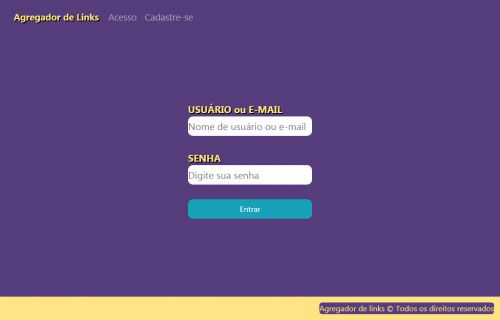 Agregador de Links Acesso Cadastre-se
USUÁRIO ou E-MAIL
Nome de usuário ou e-mail
SENHA
Digite sua senha
Entrar
Agregador de links © Todos os direitos reservados